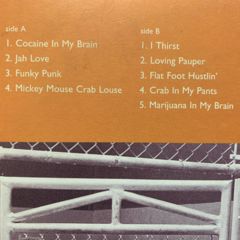 side A
1. Cocaine In My Brain
2. Jah Love
3. Funky Punk
4. Mickey Mouse Crab Louse
side B
1. I Thirst
2. Loving Pauper
3. Flat Foot Hustlin'
4. Crab In My Pants
5. Marijuana In My Brain